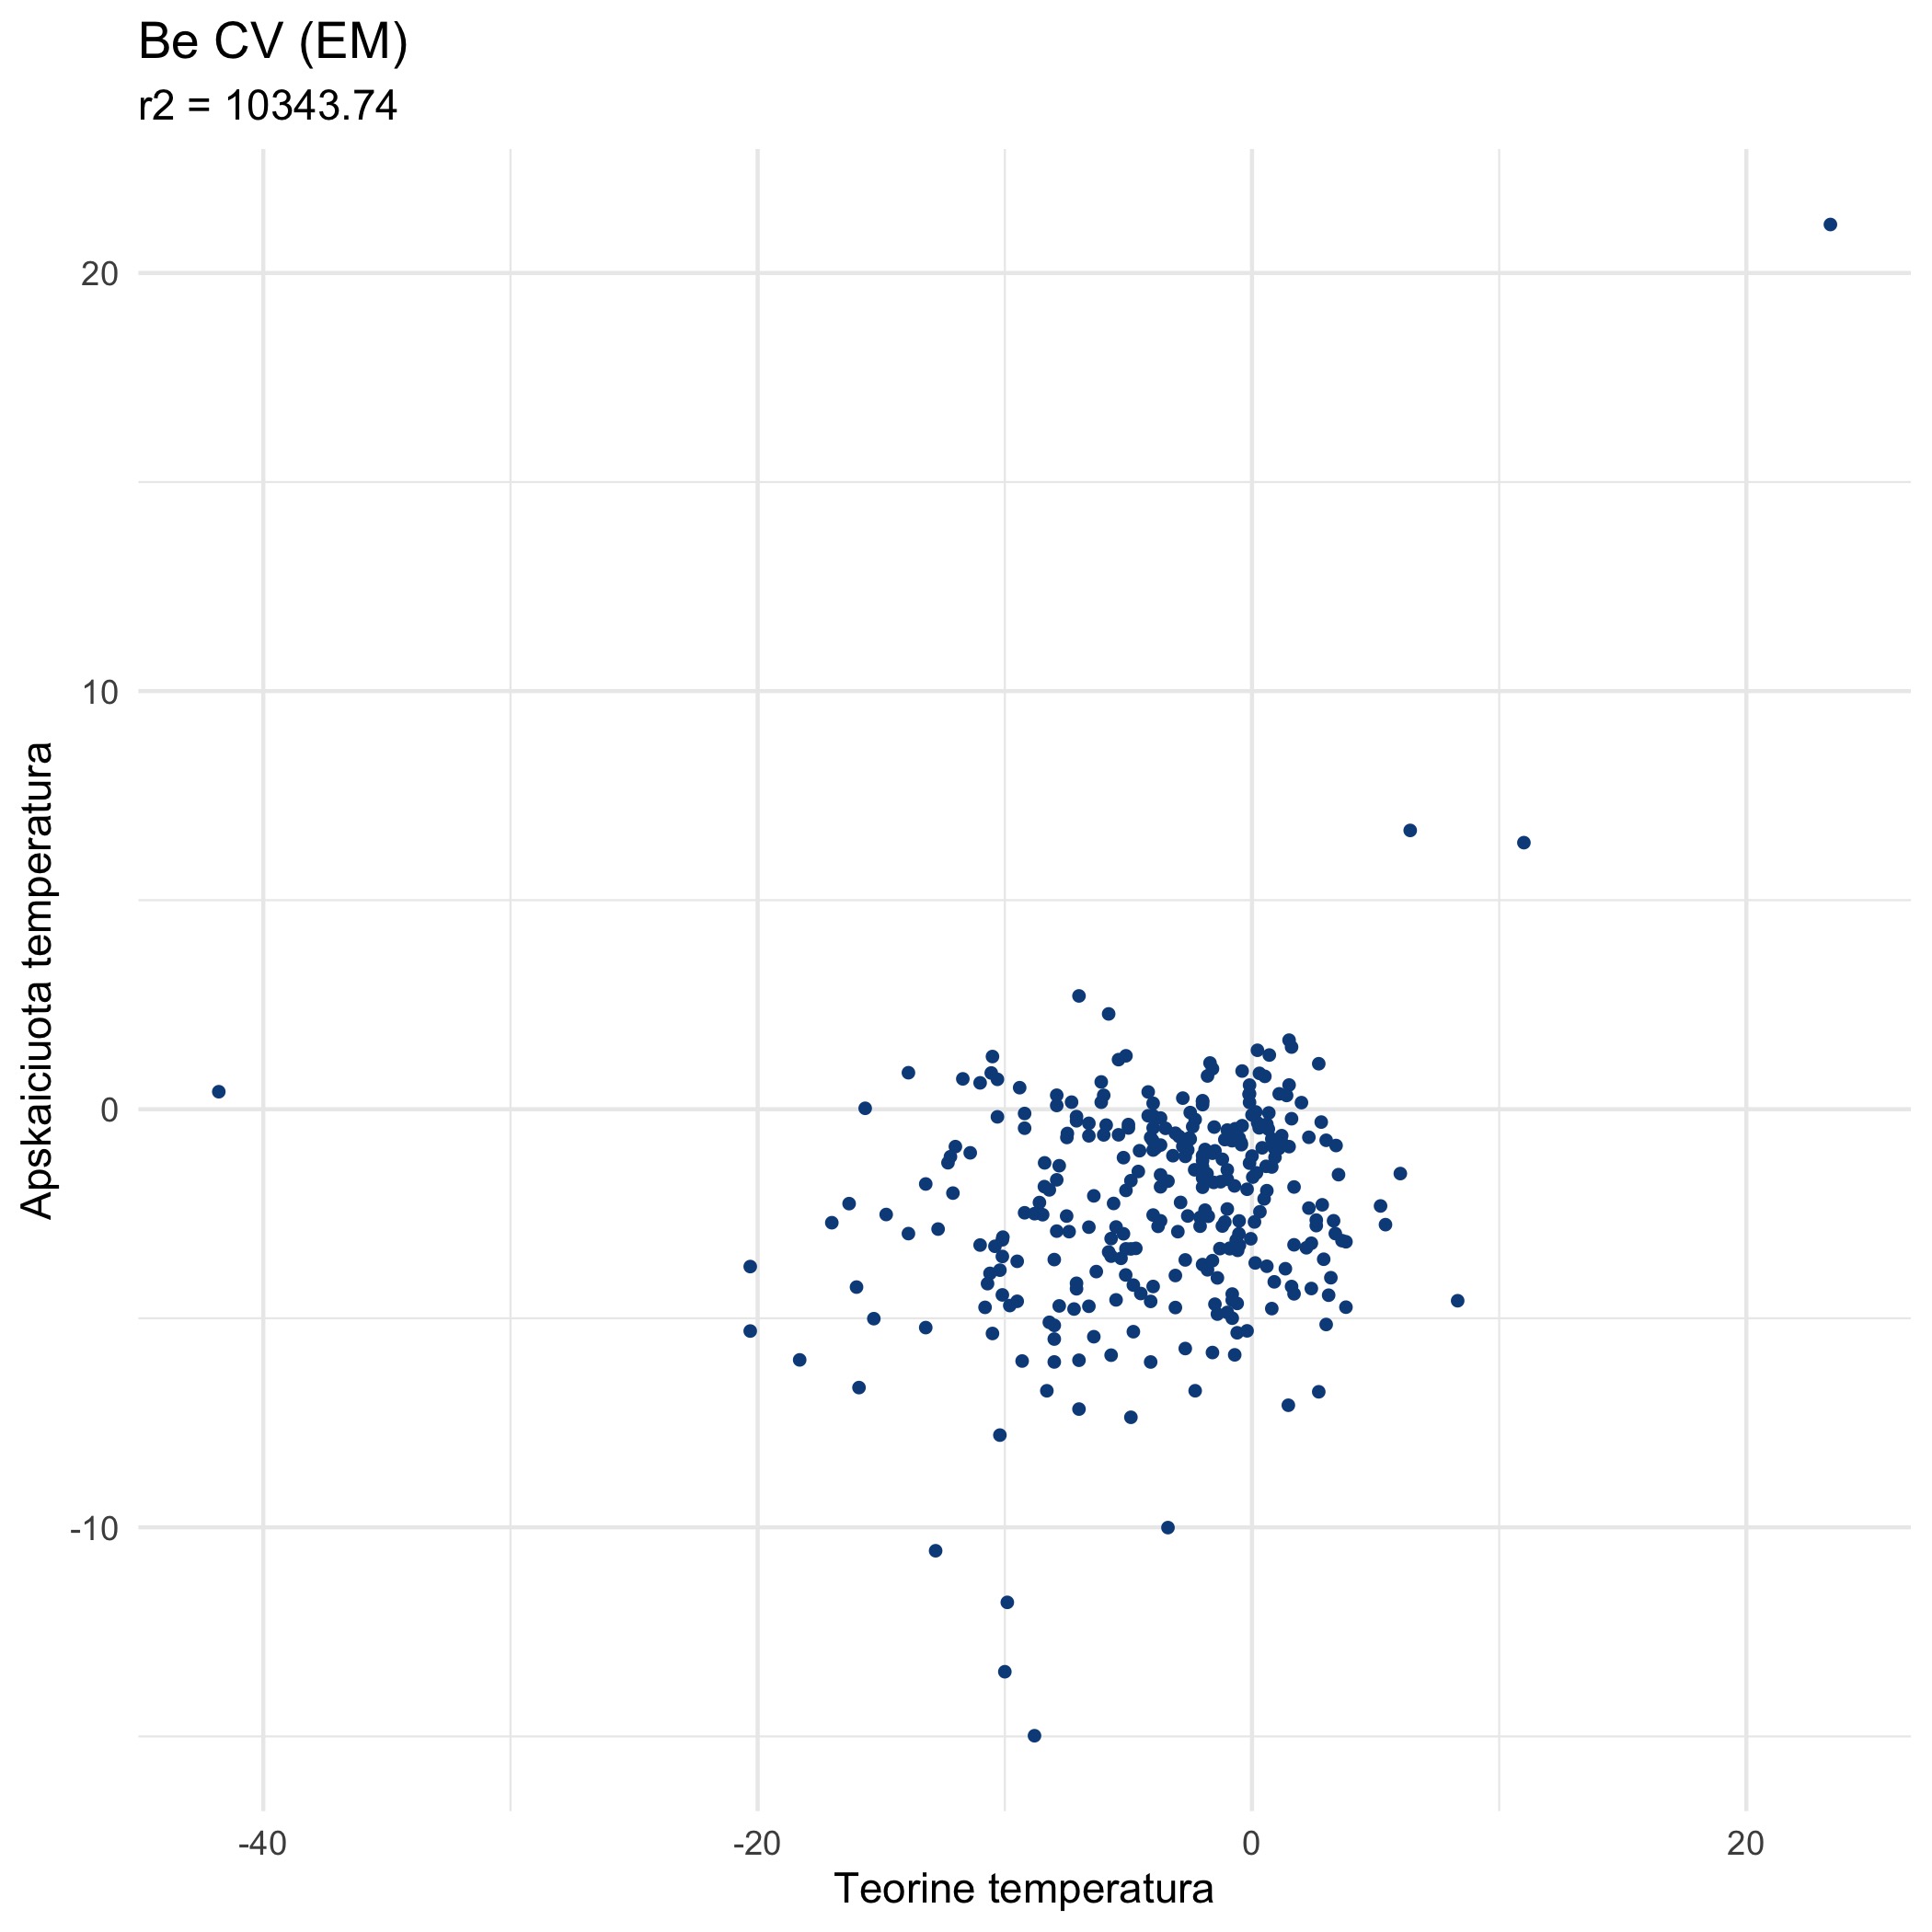 Be CV (EM)
r2 = 10343.74
20
10
0
-10
Apskaiciuota temperatura
-40
-20
0
20
Teorine temperatura